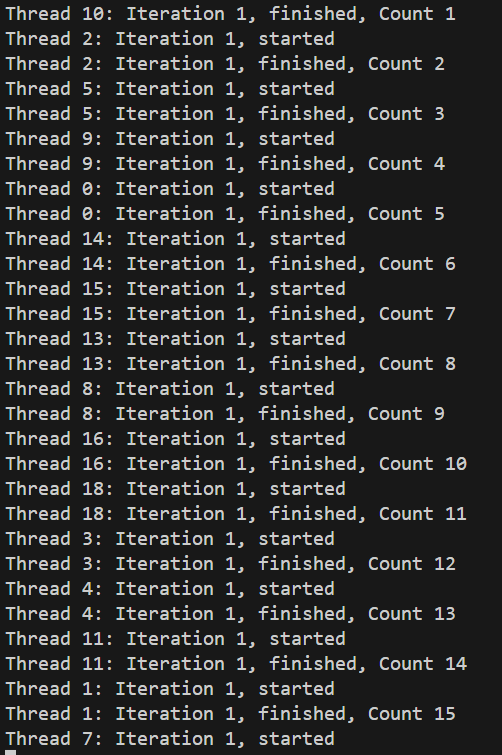 Thread 10: Iteration 1, finished, Count 1
Thread 2: Iteration 1, started
Thread 2: Iteration 1, finished, Count 2
Thread 5: Iteration 1, started
Thread 5: Iteration 1, finished, Count 3
Thread 9: Iteration 1, started
Thread 9: Iteration 1, finished, Count 4
Thread 0: Iteration 1, started
Thread 0: Iteration 1, finished, Count 5
Thread 14: Iteration 1, started
Thread 14: Iteration 1, finished, Count 6
Thread 15: Iteration 1, started
Thread 15: Iteration 1, finished, Count 7
Thread 13: Iteration 1, started
Thread 13: Iteration 1, finished, Count 8
Thread 8: Iteration 1, started
Thread 8: Iteration 1, finished, Count 9
Thread 16: Iteration 1, started
Thread 16: Iteration 1, finished, Count 10
Thread 18: Iteration 1, started
Thread 18: Iteration 1, finished, Count 11
Thread 3: Iteration 1, started
Thread 3: Iteration 1, finished, Count 12
Thread 4: Iteration 1, started
Thread 4: Iteration 1, finished, Count 13
Thread 11: Iteration 1, started
Thread 11: Iteration 1, finished, Count 14
Thread 1: Iteration 1, started
Thread 1: Iteration 1, finished, Count 15
Thread 7: Iteration 1, started